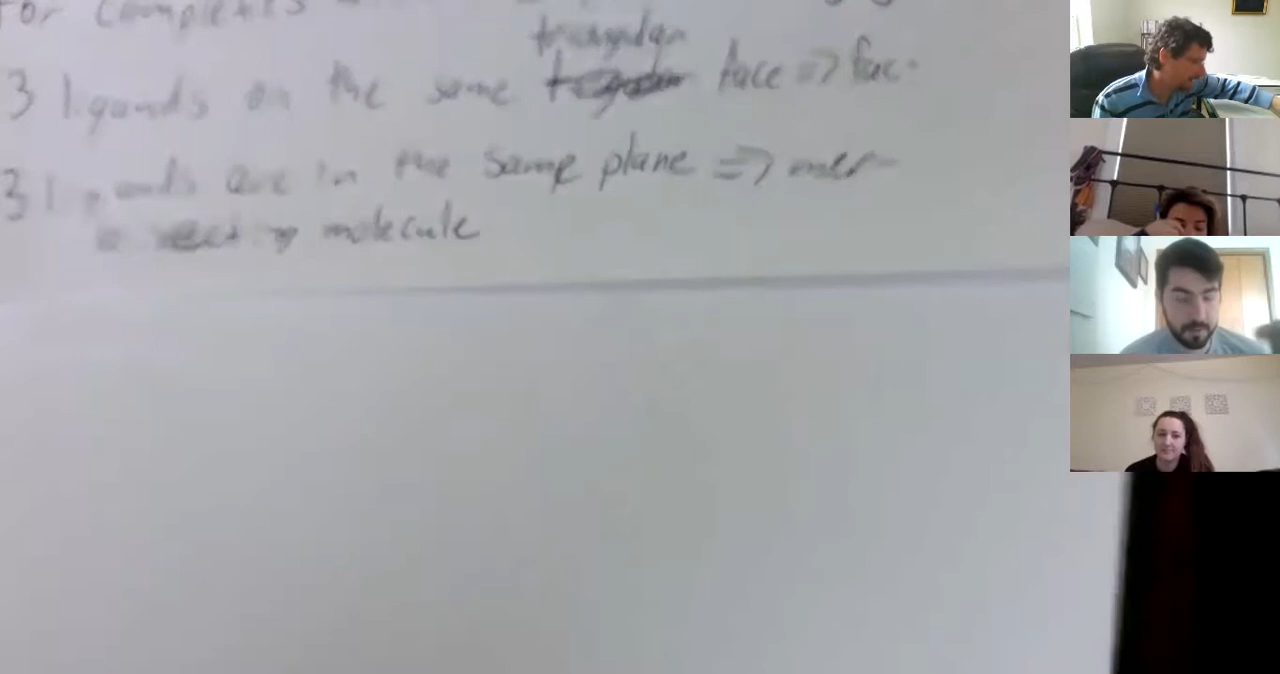 For complexes
triangular
3 ligands on the same face => fac-
3 ligands are in the same plane => mer-
molecule